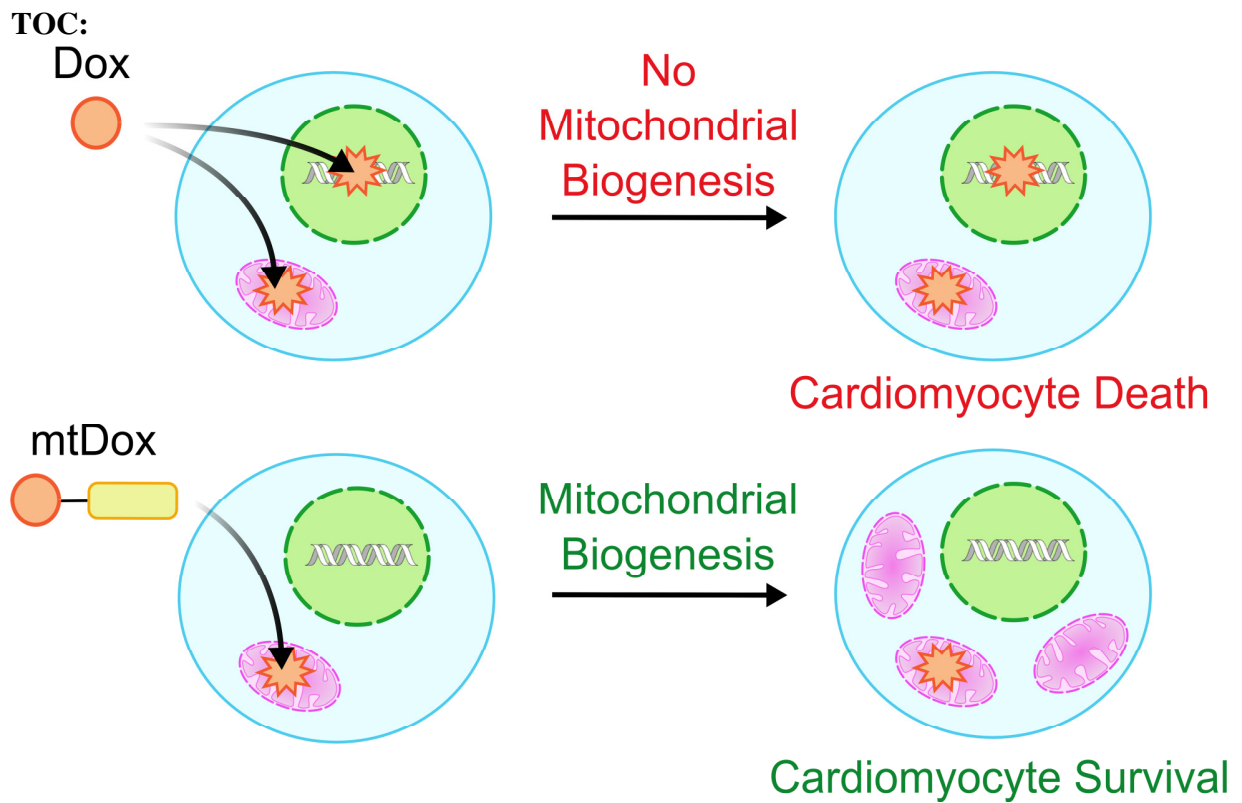 TOC:
Dox
No
Mitochondrial
Biogenesis
Cardiomyocyte Death
mtDox
Mitochondrial
Biogenesis
Cardiomyocyte Survival